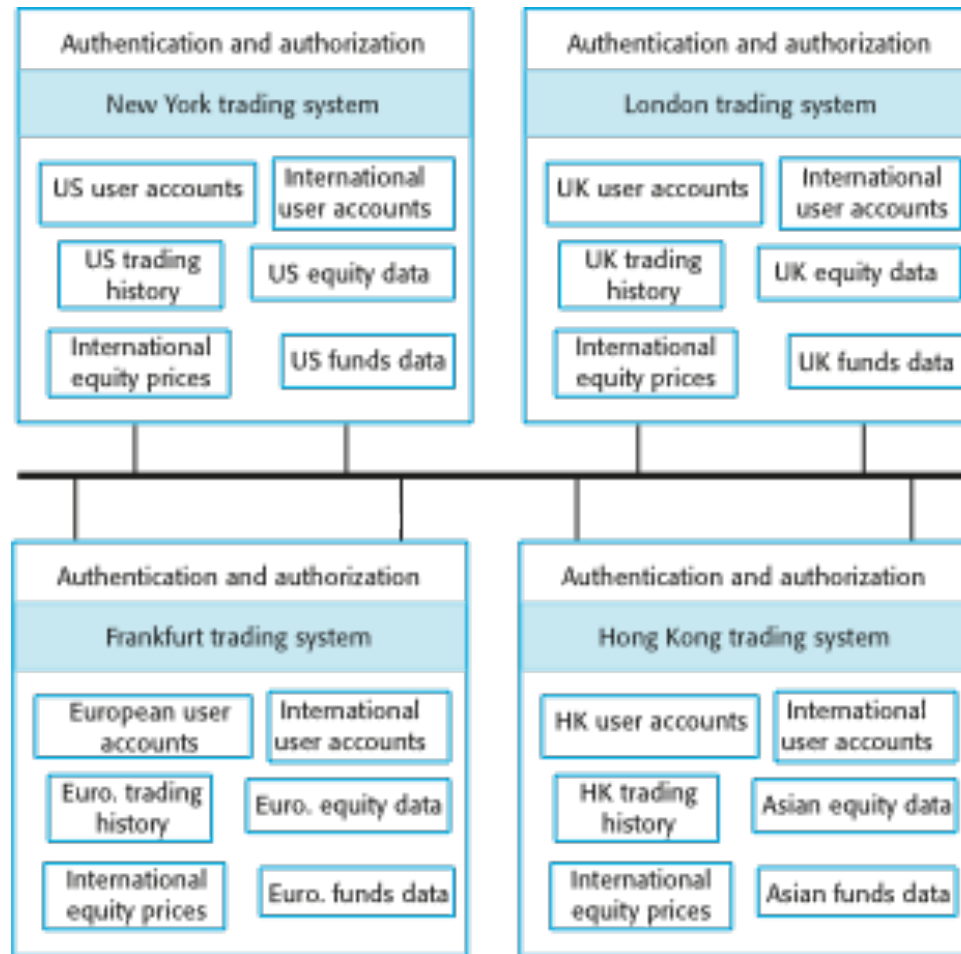 Authentication and authorization
New York trading system
US user accounts
International
user accounts
US trading
history
US equity data
International
equity prices
US funds data
Authentication and authorization
London trading system
UK user accounts
International
user accounts
UK trading
history
UK equity data
International
equity prices
UK funds data
Authentication and authorization
Frankfurt trading system
European user
accounts
International
user accounts
Euro. trading
history
Euro. equity data
International
equity prices
Euro. funds data
Authentication and authorization
Hong Kong trading system
HK user accounts
International
user accounts
HK trading
history
Asian equity data
International
equity prices
Asian funds data